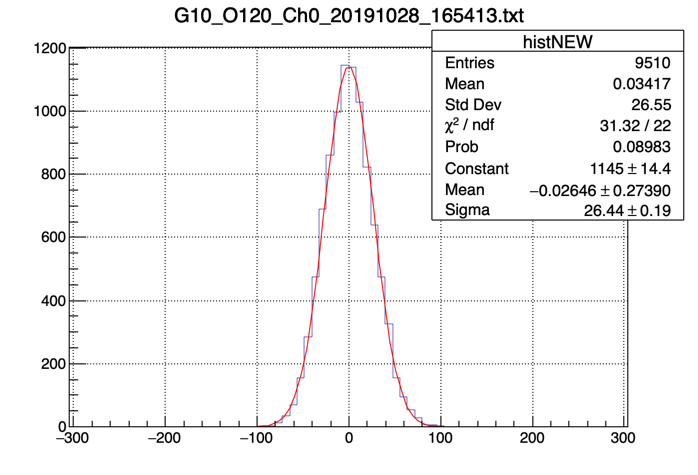 G10_O120_Ch0_20191028_165413.txt
histNEW
Entries 9510
Mean 0.03417
Std Dev 26.55
χ² / ndf 31.32 / 22
Prob 0.08983
Constant 1145 ± 14.4
Mean −0.02646 ± 0.27390
Sigma 26.44 ± 0.19
1200
1000
800
600
400
200
0
−300 −200 −100 0 100 200 300